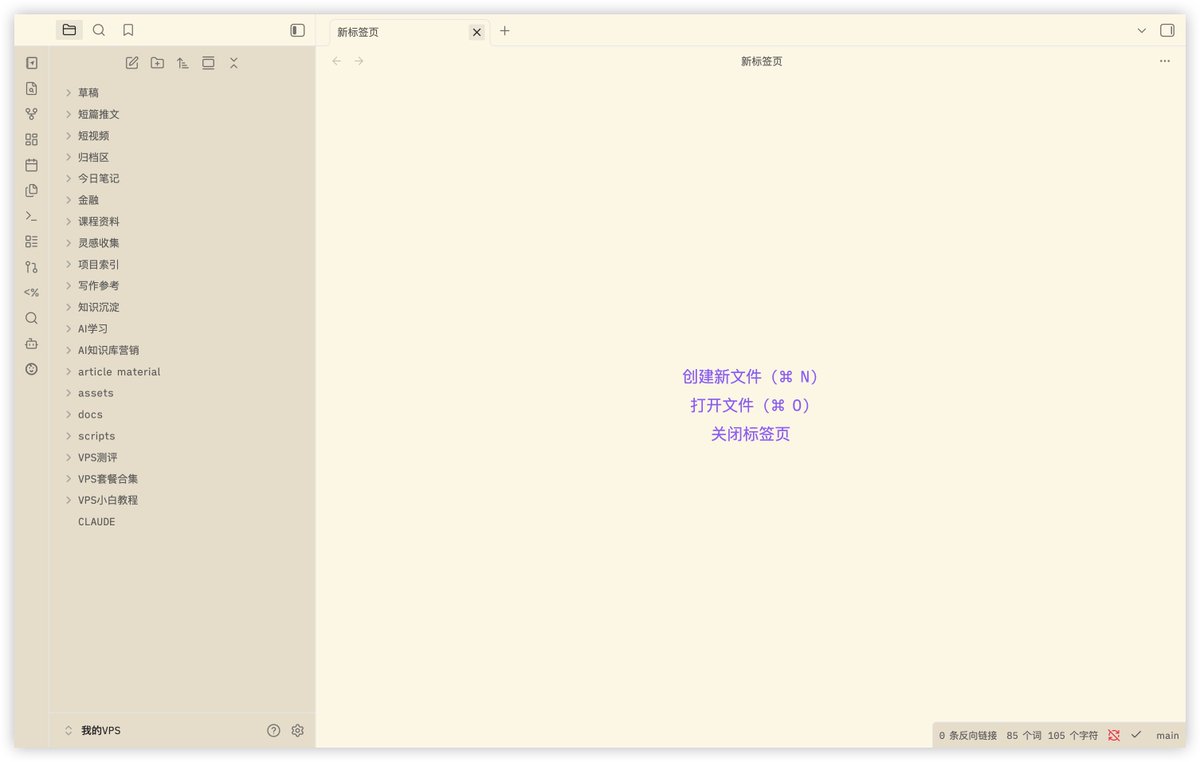 新标签页
新标签页
草稿
短篇推文
短视频
归档区
今日笔记
金融
课程资料
灵感收集
项目索引
写作参考
知识沉淀
AI学习
AI知识库营销
article material
assets
docs
scripts
VPS测评
VPS套餐合集
VPS小白教程
CLAUDE
创建新文件（⌘ N）
打开文件（⌘ O）
关闭标签页
我的VPS
0 条反向链接 85 个词 105 个字符 main